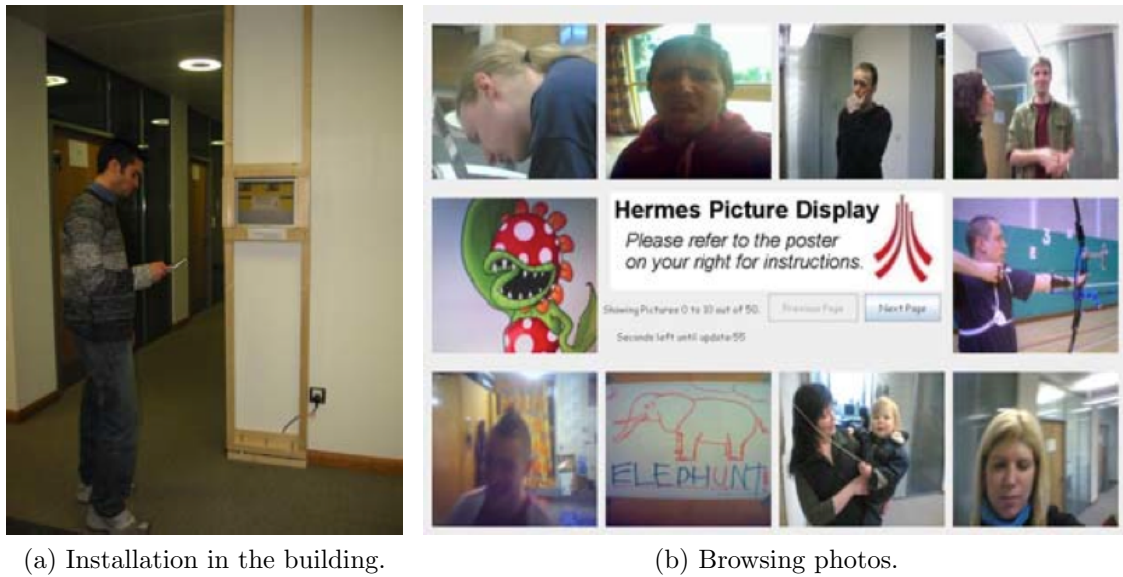 Hermes Picture Display
Please refer to the poster
on your right for instructions.
Showing Pictures 0 to 10 out of 50.
Previous Page
Next Page
Seconds left until update:55
ELEPHUNT
(a) Installation in the building.
(b) Browsing photos.